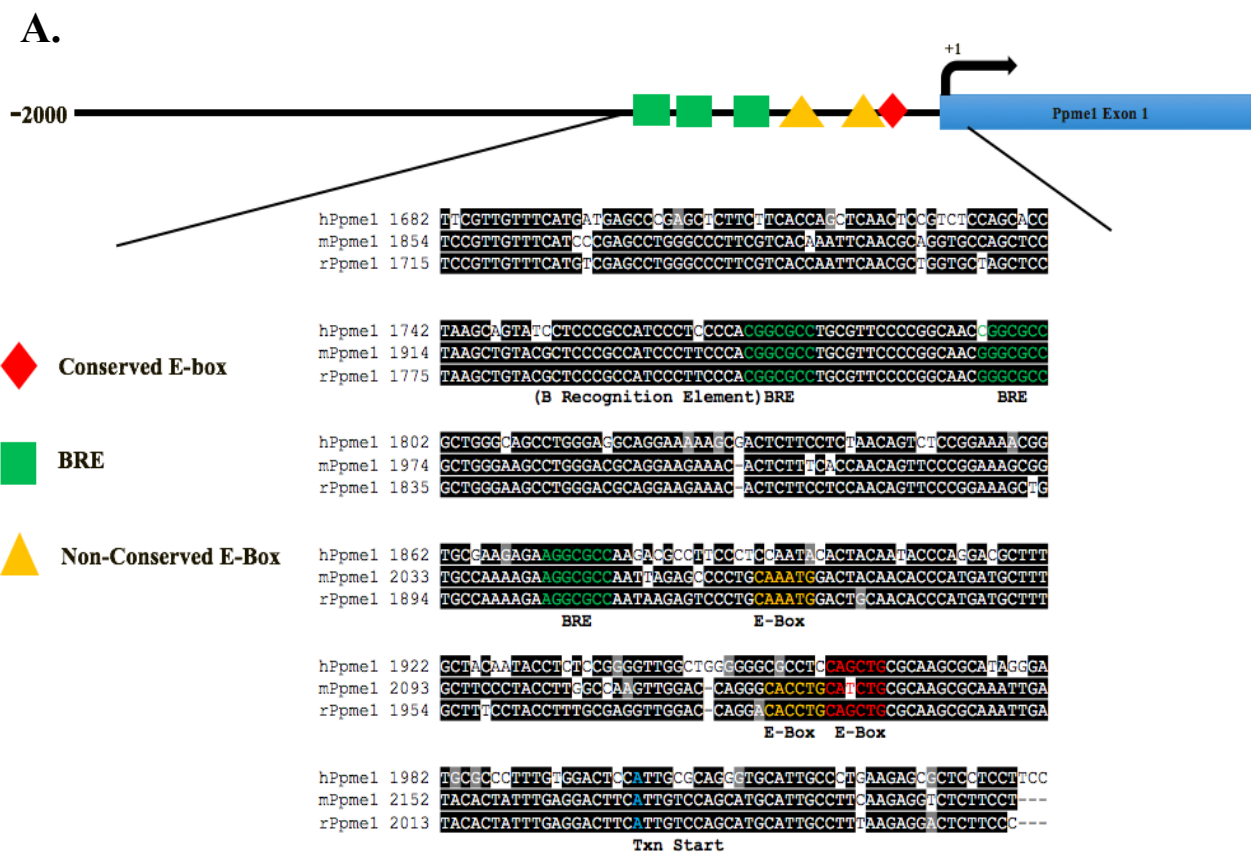 A.
+1
-2000
Ppme1 Exon 1
hPpme1 1682 TTCGTTGTTTCATGATGAGCCCGAGCTCTTCTTCACCAGCTCAACTCCGTCTCCAGCACC
mPpme1 1854 TCCGTTGTTTCATCCCGAGCCTGGGCCCTTCGTCACAAATTCAACGCAGGTGCCAGCTCC
rPpme1 1715 TCCGTTGTTTCATGTCGAGCCTGGGCCCTTCGTCACCAATTCAACGCTGGTGCTAGCTCC
hPpme1 1742 TAAGCAGTATCCTCCCGCCATCCCTCCCCACGGCGCCTGCGTTCCCCGGCAACCGGCGCC
mPpme1 1914 TAAGCTGTACGCTCCCGCCATCCCTTCCCACGGCGCCTGCGTTCCCCGGCAACGGGCGCC
rPpme1 1775 TAAGCTGTACGCTCCCGCCATCCCTTCCCACGGCGCCTGCGTTCCCCGGCAACGGGCGCC
(B Recognition Element)BRE BRE
Conserved E-box
hPpme1 1802 GCTGGGCAGCCTGGGAGGCAGGAAAAAGCGACTCTTCCTCTAACAGTCTCCGGAAAACGG
mPpme1 1974 GCTGGGAAGCCTGGGACGCAGGAAGAAAC-ACTCTTTCACCAACAGTTCCCGGAAAGCGG
rPpme1 1835 GCTGGGAAGCCTGGGACGCAGGAAGAAAC-ACTCTTCCTCCAACAGTTCCCGGAAAGCTG
BRE
hPpme1 1862 TGCGAAGAGAAGGCGCCAAGACGCCTTCCCTCCAATACACTACAATACCCAGGACGCTTT
mPpme1 2033 TGCCAAAAGAAGGCGCCAATTAGAGCCCCTGCAAATGGACTACAACACCCATGATGCTTT
rPpme1 1894 TGCCAAAAGAAGGCGCCAATAAGAGTCCCTGCAAATGGACTGCAACACCCATGATGCTTT
BRE E-Box
Non-Conserved E-Box
hPpme1 1922 GCTACAATACCTCTCCGGGGTTGGCTGGGGGGCGCCTCCAGCTGCGCAAGCGCATAGGGA
mPpme1 2093 GCTTCCCTACCTTGGCCAAGTTGGAC-CAGGGCACCTGCATCTGCGCAAGCGCAAATTGA
rPpme1 1954 GCTTTCCTACCTTTGCGAGGTTGGAC-CAGGACACCTGCAGCTGCGCAAGCGCAAATTGA
E-Box E-Box
hPpme1 1982 TGCGCCCTTTGTGGACTCCATTGCGCAGGGTGCATTGCCCTGAAGAGCGCTCCTCCTTCC
mPpme1 2152 TACACTATTTGAGGACTTCATTGTCCAGCATGCATTGCCTTCAAGAGGTCTCTTCCT---
rPpme1 2013 TACACTATTTGAGGACTTCATTGTCCAGCATGCATTGCCTTTAAGAGGACTCTTCCC---
Txn Start